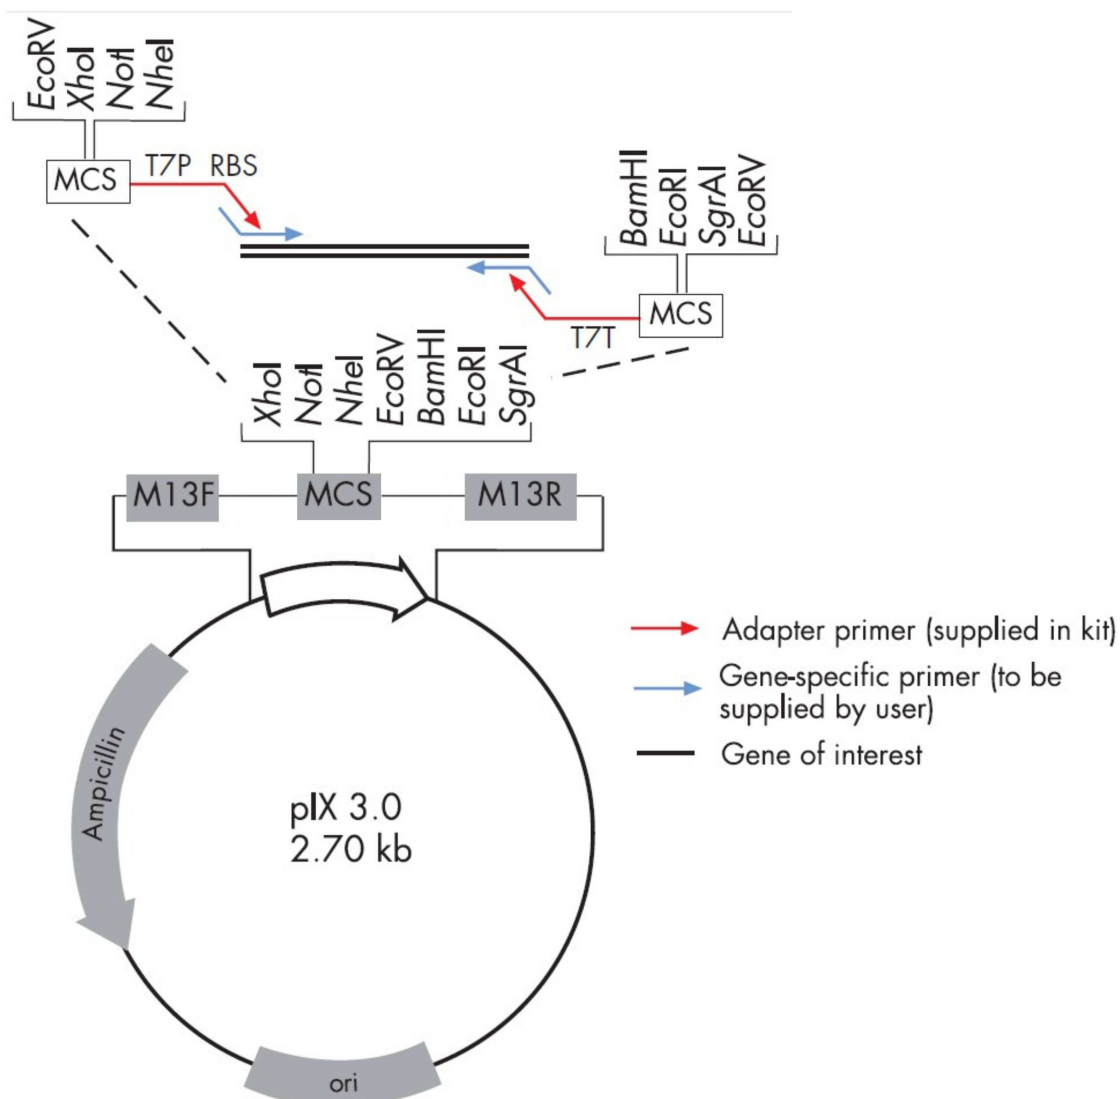 EcoRV
XhoI
NotI
NheI
MCS
T7P RBS
BamHI
EcoRI
SgrAI
EcoRV
MCS
T7T
XhoI
NotI
NheI
EcoRV
BamHI
EcoRI
SgrAI
M13F
MCS
M13R
Adapter primer (supplied in kit)
Gene-specific primer (to be
supplied by user)
Gene of interest
Ampicillin
pIX 3.0
2.70 kb
ori